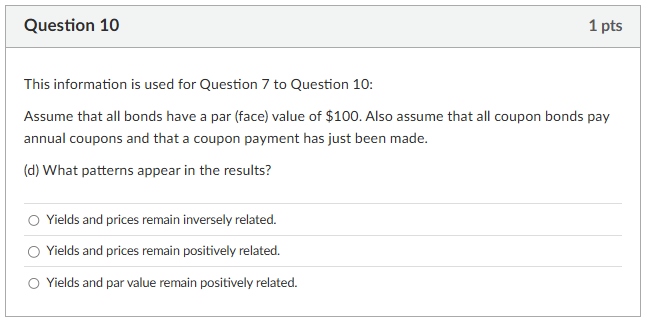 Question 10
1 pts
This information is used for Question 7 to Question 10:
Assume that all bonds have a par (face) value of $100. Also assume that all coupon bonds pay
annual coupons and that a coupon payment has just been made.
(d) What patterns appear in the results?
Yields and prices remain inversely related.
Yields and prices remain positively related.
Yields and par value remain positively related.